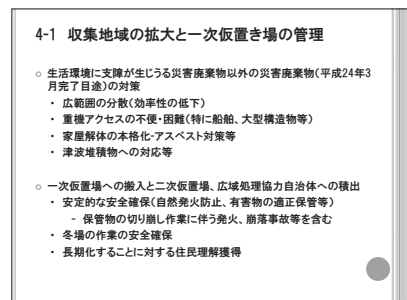 4-1 収集地域の拡大と一次仮置き場の管理
○ 生活環境に支障が生じうる災害廃棄物以外の災害廃棄物(平成24年3
月完了目途)の対策
・ 広範囲の分散(効率性の低下)
・ 重機アクセスの不便・困難(特に船舶、大型構造物等)
・ 家屋解体の本格化-アスベスト対策等
・ 津波堆積物への対応等
○ 一次仮置場への搬入と二次仮置場、広域処理協力自治体への積出
・ 安定的な安全確保(自然発火防止、有害物の適正保管等)
- 保管物の切り崩し作業に伴う発火、崩落事故等を含む
・ 冬場の作業の安全確保
・ 長期化することに対する住民理解獲得